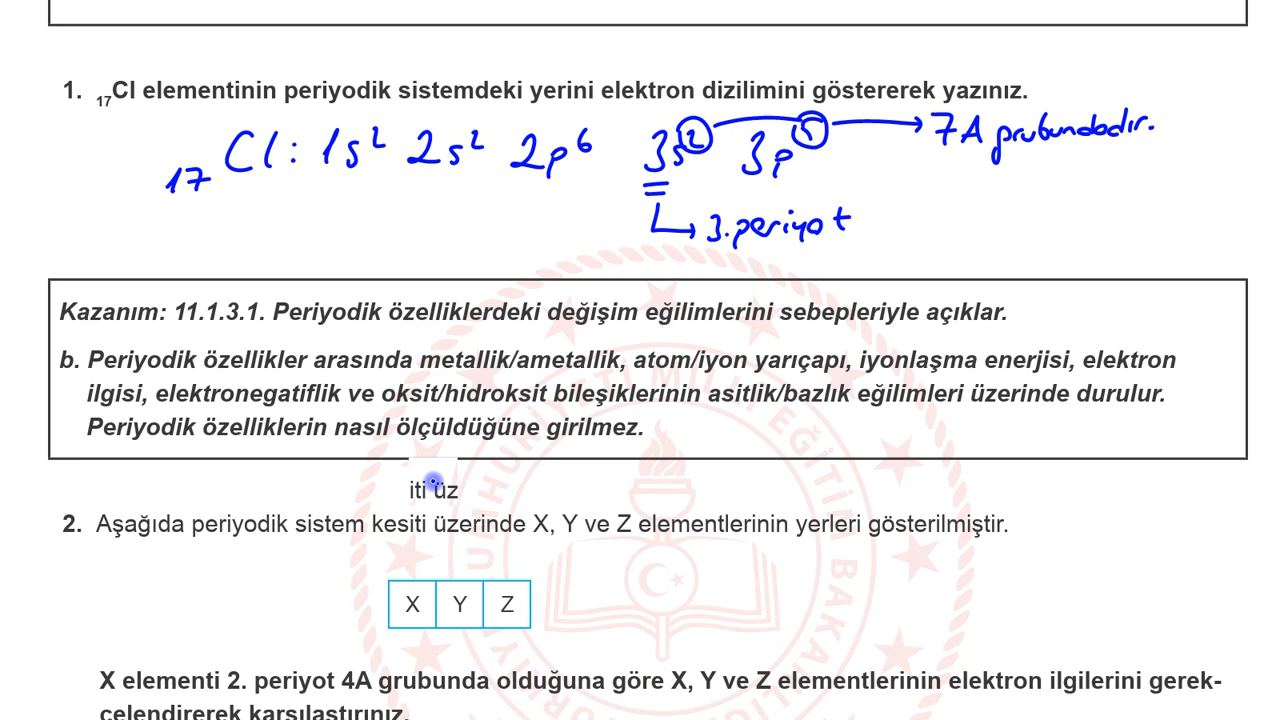 1. 17Cl elementinin periyodik sistemdeki yerini elektron dizilimini göstererek yazınız.
17 Cl: 1s² 2s² 2p⁶ 3s² 3p⁵ → 7A grubundadır.
↳ 3. periyot
Kazanım: 11.1.3.1. Periyodik özelliklerdeki değişim eğilimlerini sebepleriyle açıklar.
b. Periyodik özellikler arasında metallik/ametallik, atom/iyon yarıçapı, iyonlaşma enerjisi, elektron
ilgisi, elektronegatiflik ve oksit/hidroksit bileşiklerinin asitlik/bazlık eğilimleri üzerinde durulur.
Periyodik özelliklerin nasıl ölçüldüğüne girilmez.
iti üz
2. Aşağıda periyodik sistem kesiti üzerinde X, Y ve Z elementlerinin yerleri gösterilmiştir.
X Y Z
X elementi 2. periyot 4A grubunda olduğuna göre X, Y ve Z elementlerinin elektron ilgilerini gerek-
çelendirerek karşılaştırınız.